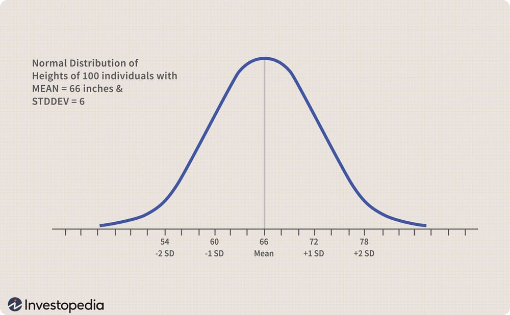 Normal Distribution of
Heights of 100 individuals with
MEAN = 66 inches &
STDDEV = 6
54 60 66 72 78
-2 SD -1 SD Mean +1 SD +2 SD
Investopedia